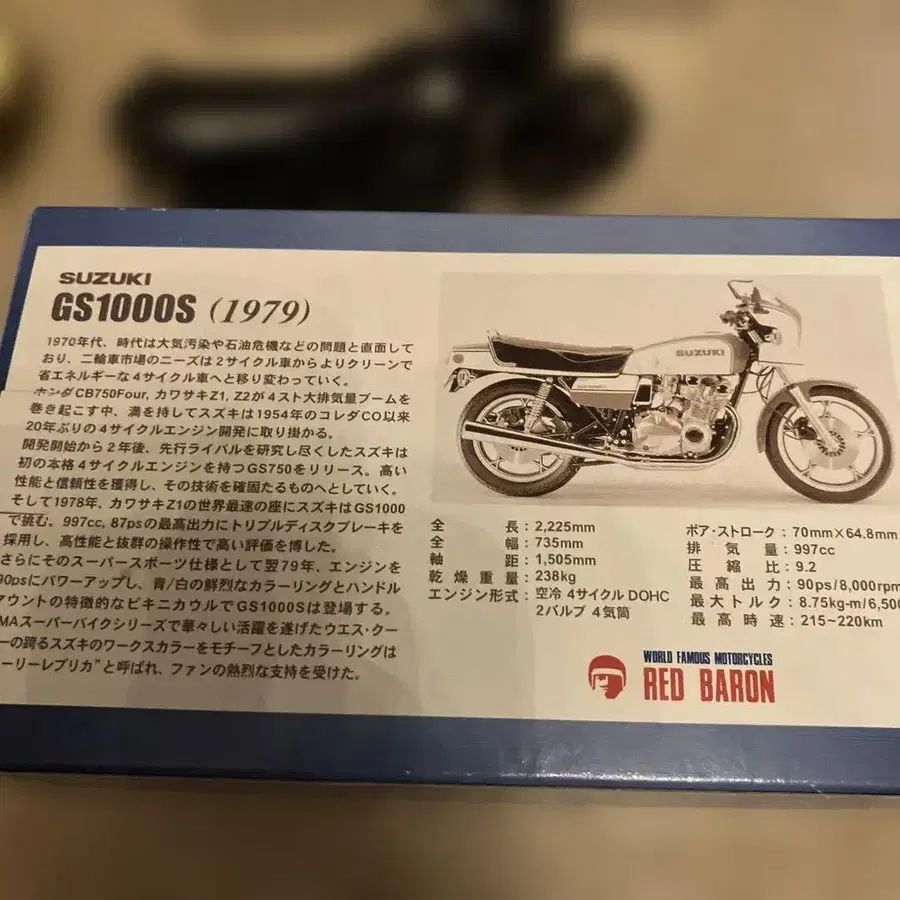 SUZUKI
GS1000S (1979)
1970年代、時代は大気汚染や石油危機などの問題と直面して
おり、二輪車市場のニーズは2サイクル車からよりクリーンで
省エネルギーな4サイクル車へと移り変わっていく。
ホンダCB750Four, カワサキZ1, Z2が4スト大排気量ブームを
巻き起こす中、満を持してスズキは1954年のコレダCO以来
20年ぶりの4サイクルエンジン開発に取り掛かる。
開発開始から2年後、先行ライバルを研究し尽くしたスズキは
初の本格4サイクルエンジンを持つGS750をリリース。高い
性能と信頼性を獲得し、その技術を確固たるものへとしていく。
そして1978年、カワサキZ1の世界最速の座にスズキはGS1000
で挑む。997cc, 87psの最高出力にトリプルディスクブレーキを
採用し、高性能と抜群の操作性で高い評価を博した。
さらにそのスーパースポーツ仕様として翌79年、エンジンを
90psにパワーアップし、青/白の鮮烈なカラーリングとハンドル
マウントの特徴的なビキニカウルでGS1000Sは登場する。
MAスーパーバイクシリーズで華々しい活躍を遂げたウエス・クー
ーの跨るスズキのワークスカラーをモチーフとしたカラーリングは
ーリーレプリカ"と呼ばれ、ファンの熱烈な支持を受けた。
SUZUKI
全長：2,225mm
全幅：735mm
軸距：1,505mm
乾燥重量：238kg
エンジン形式：空冷 4サイクル DOHC
2バルブ 4気筒
ボア・ストローク：70mm×64.8mm
排気量：997cc
圧縮比：9.2
最高出力：90ps/8,000rpm
最大トルク：8.75kg-m/6,500
最高時速：215~220km
WORLD FAMOUS MOTORCYCLES
RED BARON